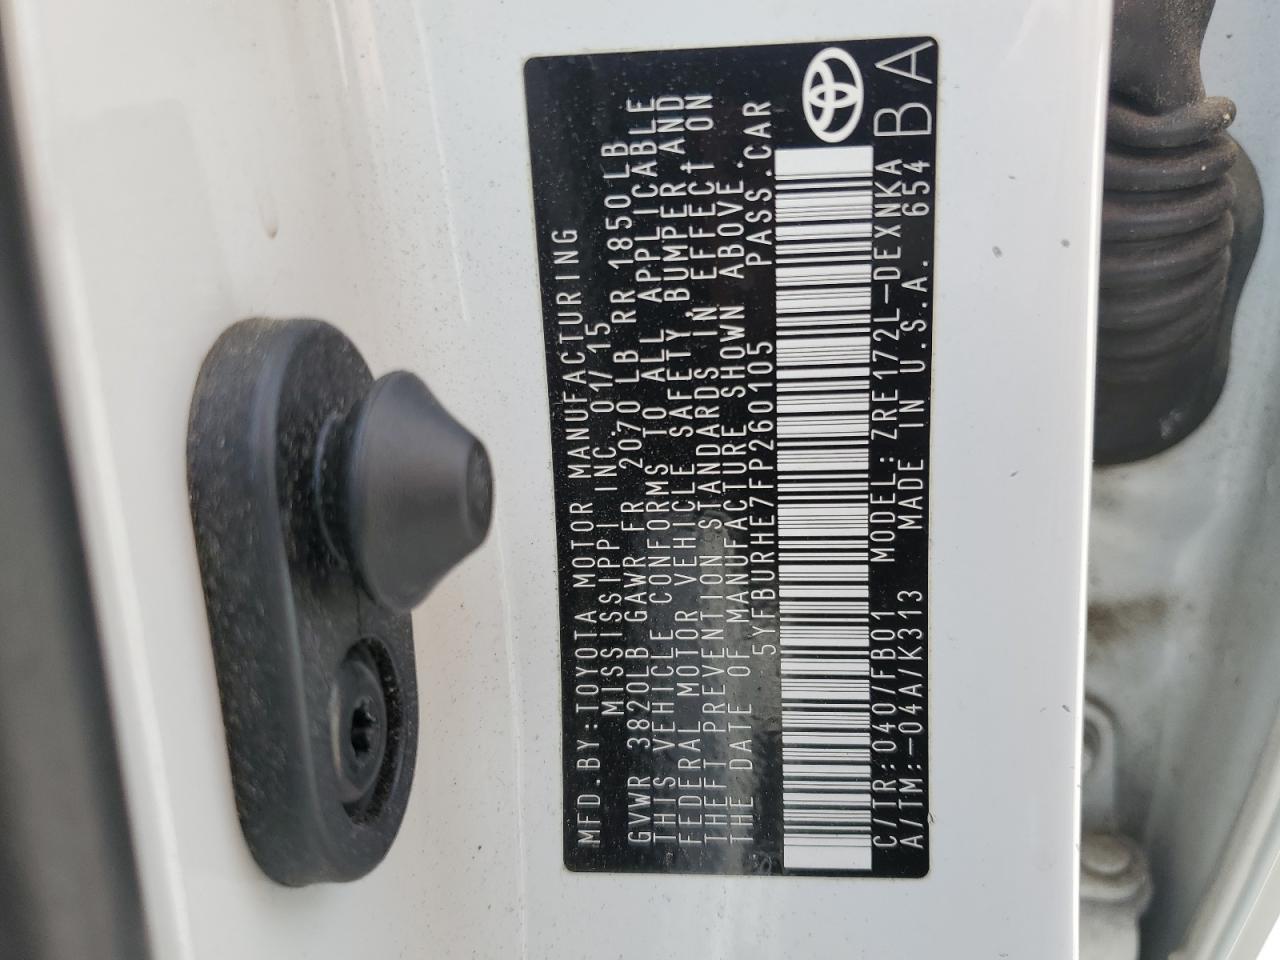 MFD.BY:TOYOTA MOTOR MANUFACTURING
MISSISSIPPI INC. 01/15
GVWR 3820LB GAWR FR 2070 LB RR 1850LB
THIS VEHICLE CONFORMS TO ALL APPLICABLE
FEDERAL MOTOR VEHICLE SAFETY, BUMPER, AND
THEFT PREVENTION STANDARDS IN EFFECT ON
THE DATE OF MANUFACTURE SHOWN ABOVE.
5YFBURHE7FP260105 PASS.CAR
C/TR:040/FB01 MODEL:ZRE172L-DEXNKA
A/TM:-04A/K313 MADE IN U.S.A. 654
BA